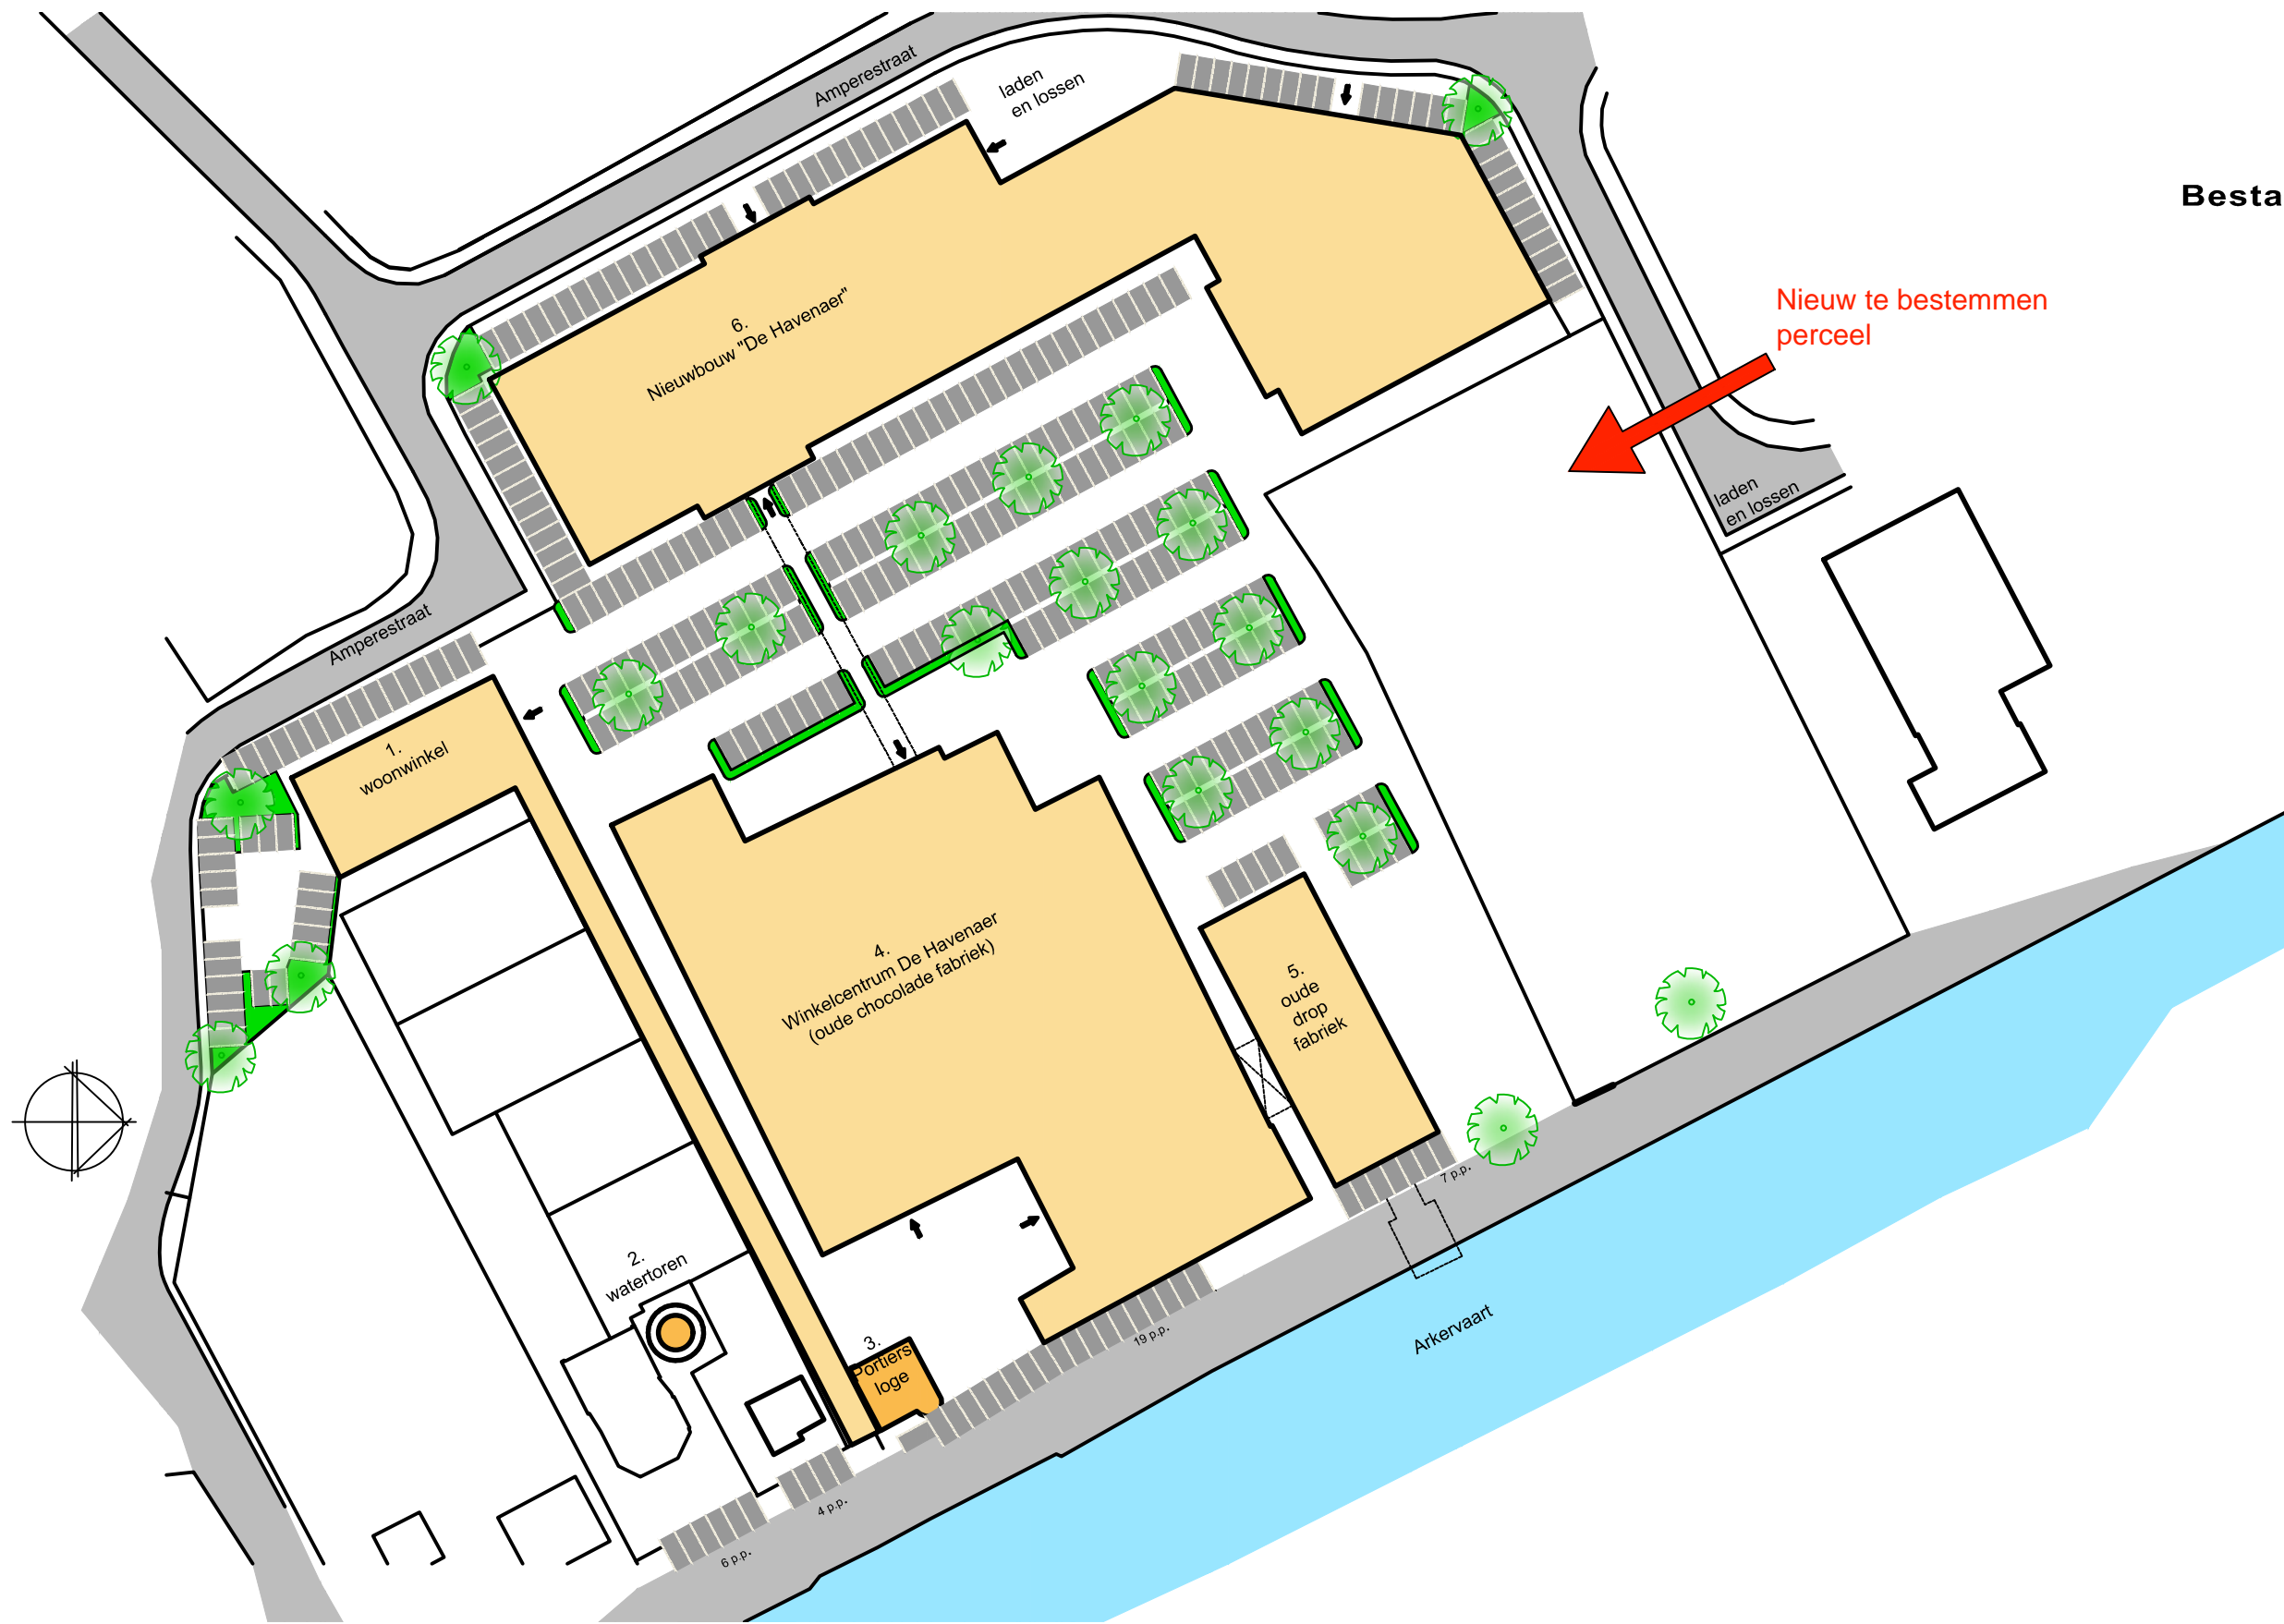 Amperestraat
laden
en lossen
Besta
Nieuw te bestemmen
perceel
6.
Nieuwbouw "De Havenaer"
laden
en lossen
Amperestraat
1.
woonwinkel
4.
Winkelcentrum De Havenaer
(oude chocolade fabriek)
5.
oude
drop
fabriek
7 p.p.
2.
watertoren
3.
Portiers
loge
19 p.p.
Arkervaart
4 p.p.
6 p.p.